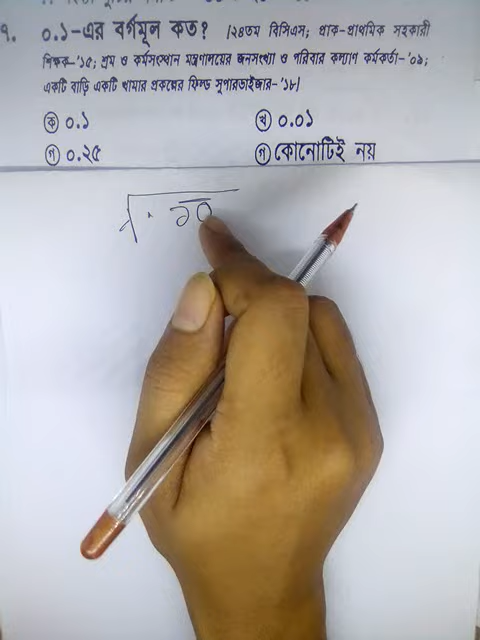 ৭. ০.১-এর বর্গমূল কত? [২৪তম বিসিএস; প্রাক-প্রাথমিক সহকারী
শিক্ষক-'১৫; শ্রম ও কর্মসংস্থান মন্ত্রণালয়ের জনসংখ্যা ও পরিবার কল্যাণ কর্মকর্তা-'০৯;
একটি বাড়ি একটি খামার প্রকল্পের ফিল্ড সুপারভাইজার-'১৮]
ক ০.১ খ ০.০১
গ ০.২৫ ঘ কোনোটিই নয়
√.১০